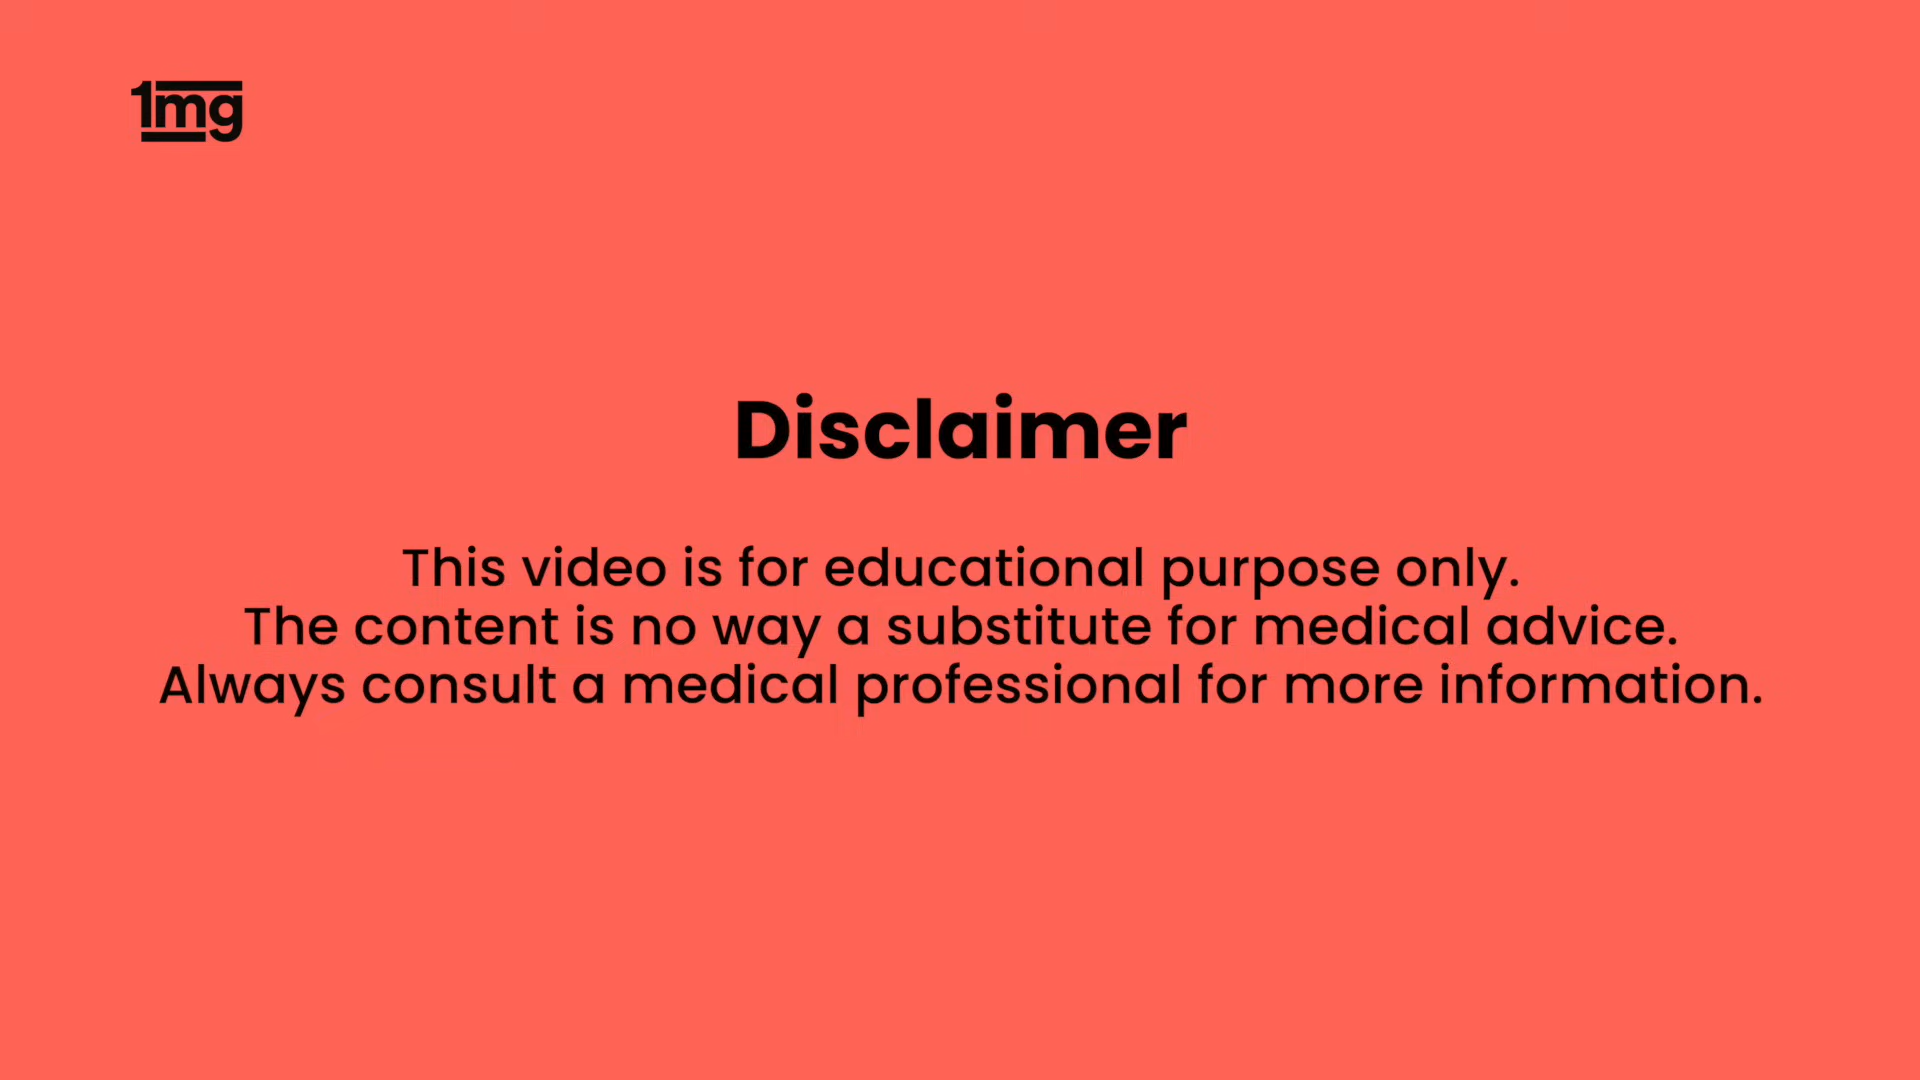 1mg
Disclaimer
This video is for educational purpose only.
The content is no way a substitute for medical advice.
Always consult a medical professional for more information.